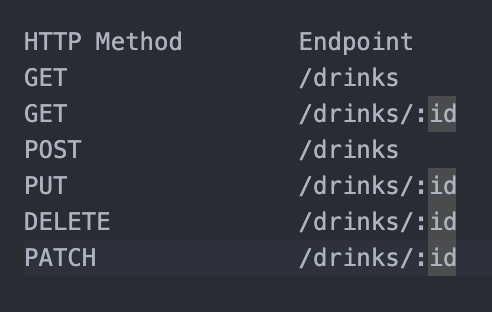 HTTP Method Endpoint
GET /drinks
GET /drinks/:id
POST /drinks
PUT /drinks/:id
DELETE /drinks/:id
PATCH /drinks/:id